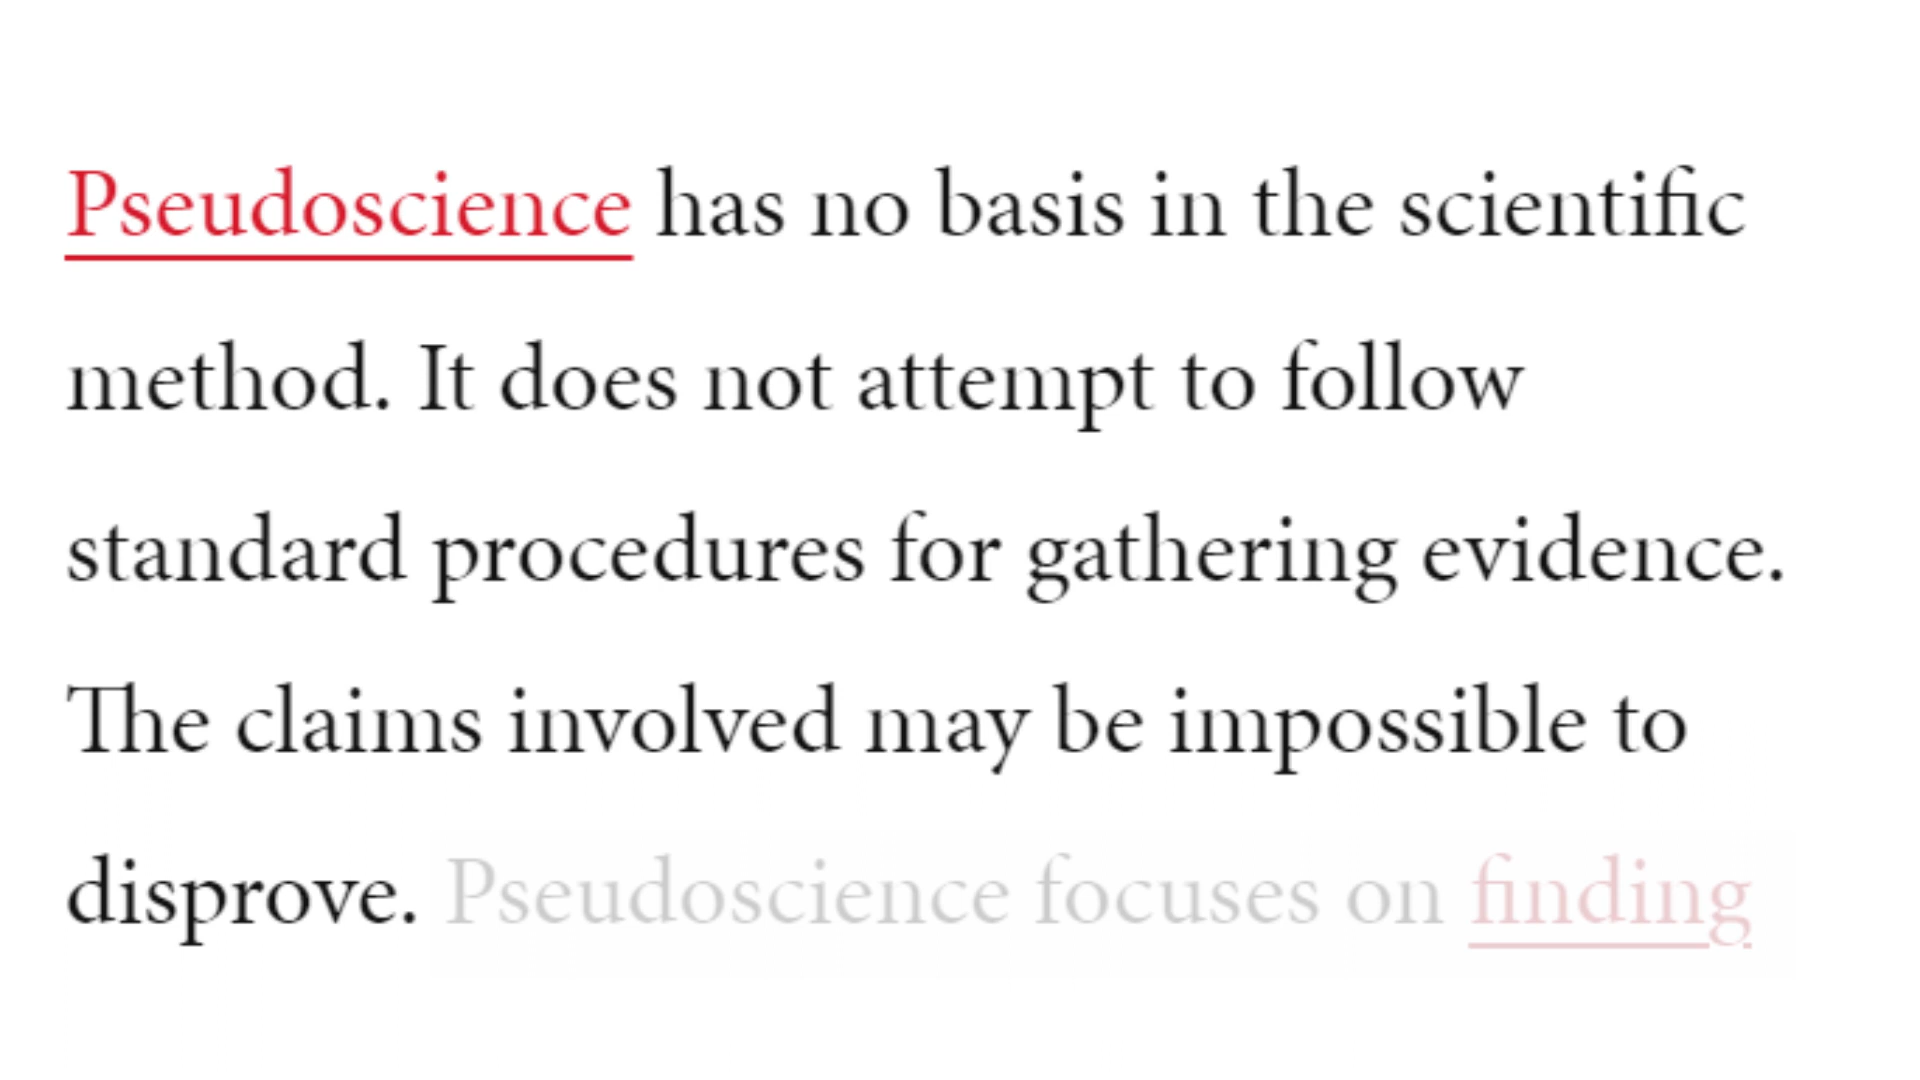 Pseudoscience has no basis in the scientific
method. It does not attempt to follow
standard procedures for gathering evidence.
The claims involved may be impossible to
disprove. Pseudoscience focuses on finding